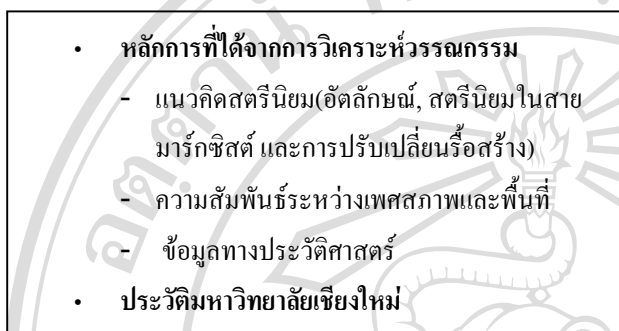 • หลักการที่ได้จากการวิเคราะห์วรรณกรรม
- แนวคิดสตรีนิยม(อัตลักษณ์, สตรีนิยมในสาย
มาร์กซิสต์ และการปรับเปลี่ยนรื้อสร้าง)
- ความสัมพันธ์ระหว่างเพศสภาพและพื้นที่
- ข้อมูลทางประวัติศาสตร์
• ประวัติมหาวิทยาลัยเชียงใหม่